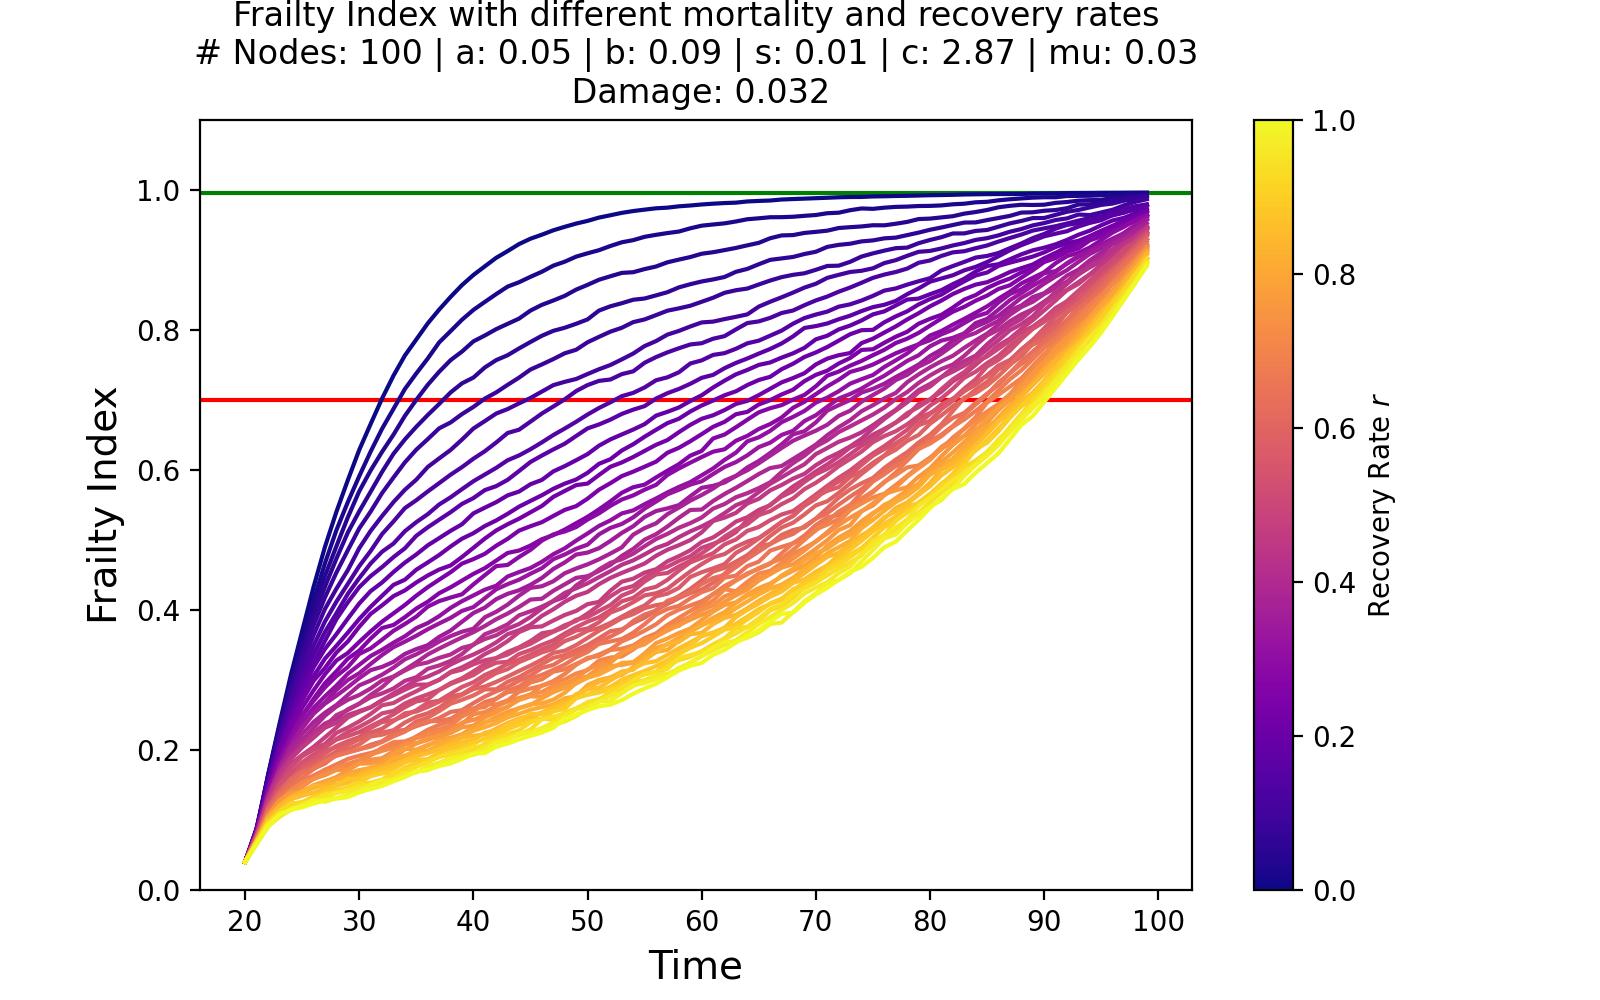 Frailty Index with different mortality and recovery rates
# Nodes: 100 | a: 0.05 | b: 0.09 | s: 0.01 | c: 2.87 | mu: 0.03
Damage: 0.032
Frailty Index
1.0
0.8
0.6
0.4
0.2
0.0
20 30 40 50 60 70 80 90 100
Time
1.0
0.8
0.6
0.4
0.2
0.0
Recovery Rate r